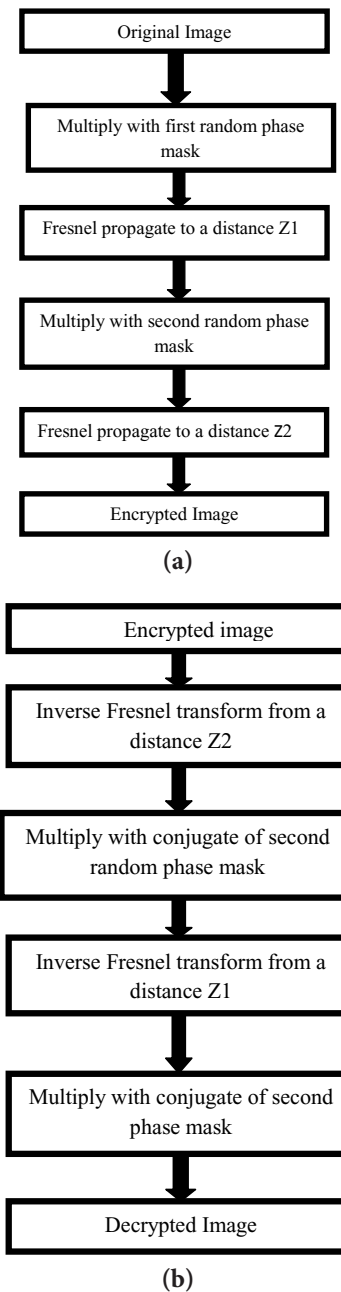 Original Image
Multiply with first random phase
mask
Fresnel propagate to a distance Z1
Multiply with second random phase
mask
Fresnel propagate to a distance Z2
Encrypted Image
(a)
Encrypted image
Inverse Fresnel transform from a
distance Z2
Multiply with conjugate of second
random phase mask
Inverse Fresnel transform from a
distance Z1
Multiply with conjugate of second
phase mask
Decrypted Image
(b)